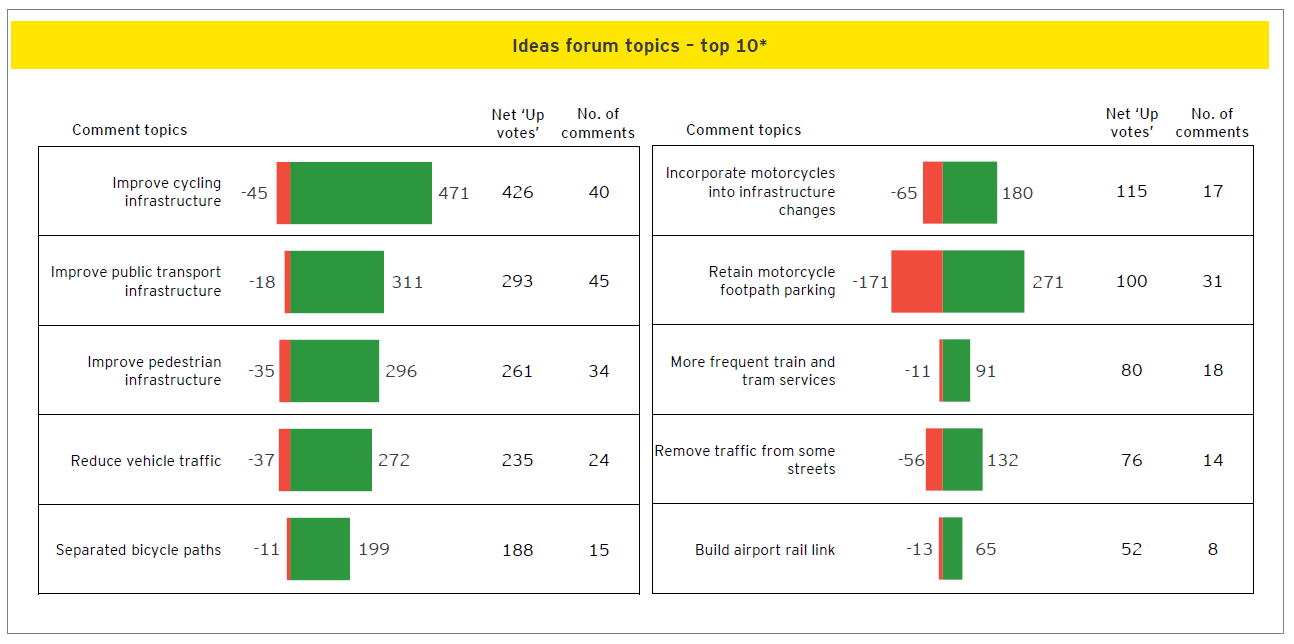 Ideas forum topics – top 10*
Comment topics
Net ‘Up
votes’
No. of
comments
Improve cycling
infrastructure
-45
471
426
40
Improve public transport
infrastructure
-18
311
293
45
Improve pedestrian
infrastructure
-35
296
261
34
Reduce vehicle traffic
-37
272
235
24
Separated bicycle paths
-11
199
188
15
Comment topics
Net ‘Up
votes’
No. of
comments
Incorporate motorcycles
into infrastructure
changes
-65
180
115
17
Retain motorcycle
footpath parking
-171
271
100
31
More frequent train and
tram services
-11
91
80
18
Remove traffic from some
streets
-56
132
76
14
Build airport rail link
-13
65
52
8